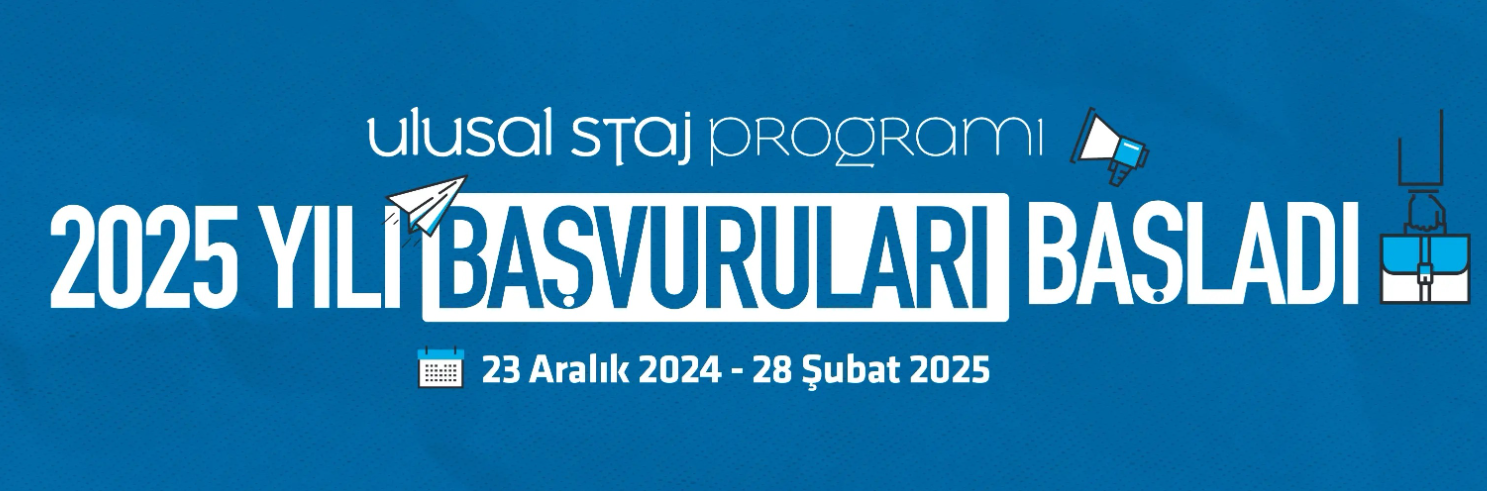 ulusal staj programı
2025 YILI BAŞVURULARI BAŞLADI
23 Aralık 2024 - 28 Şubat 2025